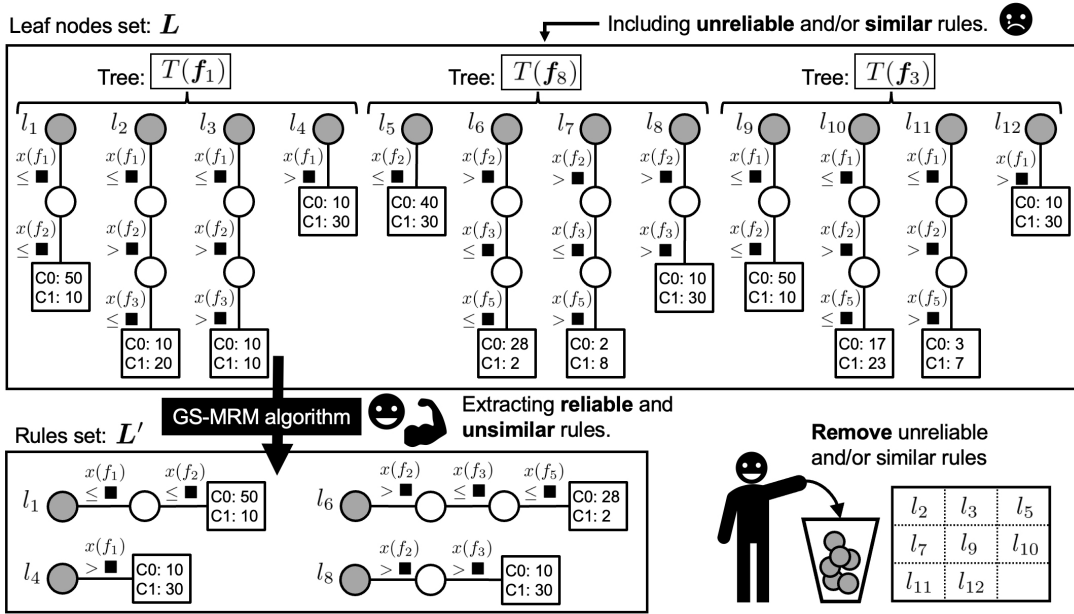 Leaf nodes set: L
Including unreliable and/or similar rules.
Tree: T(f₁)
Tree: T(f₈)
Tree: T(f₃)
l₁ l₂ l₃ l₄ l₅ l₆ l₇ l₈ l₉ l₁₀ l₁₁ l₁₂
x(f₁) x(f₁) x(f₁) x(f₁) x(f₂) x(f₂) x(f₂) x(f₂) x(f₁) x(f₁) x(f₁) x(f₁)
≤ ■ ≤ ■ ≤ ■ > ■ ≤ ■ > ■ > ■ > ■ ≤ ■ ≤ ■ ≤ ■ > ■
C0: 10 C0: 40 C0: 10
C1: 30 C1: 30 C1: 30
x(f₂) x(f₂) x(f₂) x(f₃) x(f₃) x(f₃) x(f₂) x(f₂) x(f₂)
≤ ■ > ■ > ■ ≤ ■ ≤ ■ > ■ ≤ ■ > ■ > ■
C0: 50 C0: 10 C0: 50
C1: 10 C1: 30 C1: 10
x(f₃) x(f₃) x(f₅) x(f₅) x(f₅) x(f₅)
≤ ■ > ■ ≤ ■ > ■ ≤ ■ > ■
C0: 10 C0: 10 C0: 28 C0: 2 C0: 17 C0: 3
C1: 20 C1: 10 C1: 2 C1: 8 C1: 23 C1: 7
GS-MRM algorithm
Extracting reliable and
unsimilar rules.
Rules set: L′
x(f₁) x(f₂)
l₁ ≤ ■ ≤ ■
C0: 50
C1: 10
x(f₂) x(f₃) x(f₅)
l₆ > ■ ≤ ■ ≤ ■
C0: 28
C1: 2
x(f₁)
l₄ > ■
C0: 10
C1: 30
x(f₂) x(f₃)
l₈ > ■ > ■
C0: 10
C1: 30
Remove unreliable
and/or similar rules
l₂ l₃ l₅
l₇ l₉ l₁₀
l₁₁ l₁₂